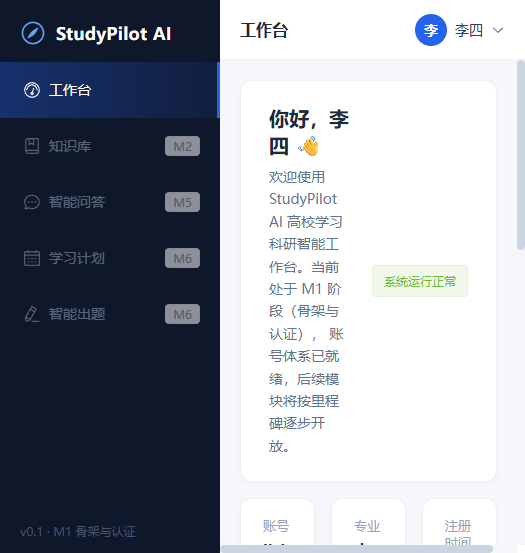 StudyPilot AI
工作台
知识库 M2
智能问答 M5
学习计划 M6
智能出题 M6
v0.1 · M1 骨架与认证
工作台
李 李四
你好，李
四 👋
欢迎使用
StudyPilot
AI 高校学习
科研智能工
作台。当前
处于 M1 阶
段（骨架与
认证）， 账
号体系已就
绪，后续模
块将按里程
碑逐步开
放。
系统运行正常
账号
专业
注册
时间